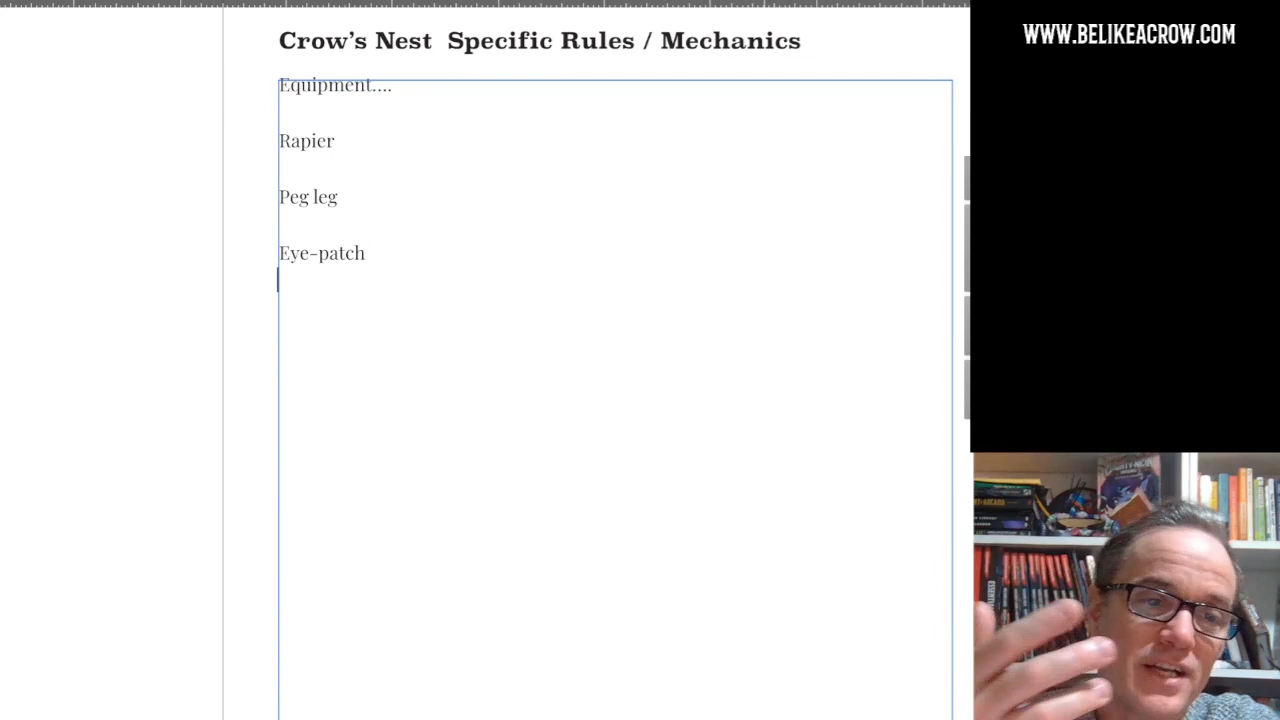 Crow's Nest  Specific Rules / Mechanics
WWW.BELIKEACROW.COM
Equipment....
Rapier
Peg leg
Eye-patch